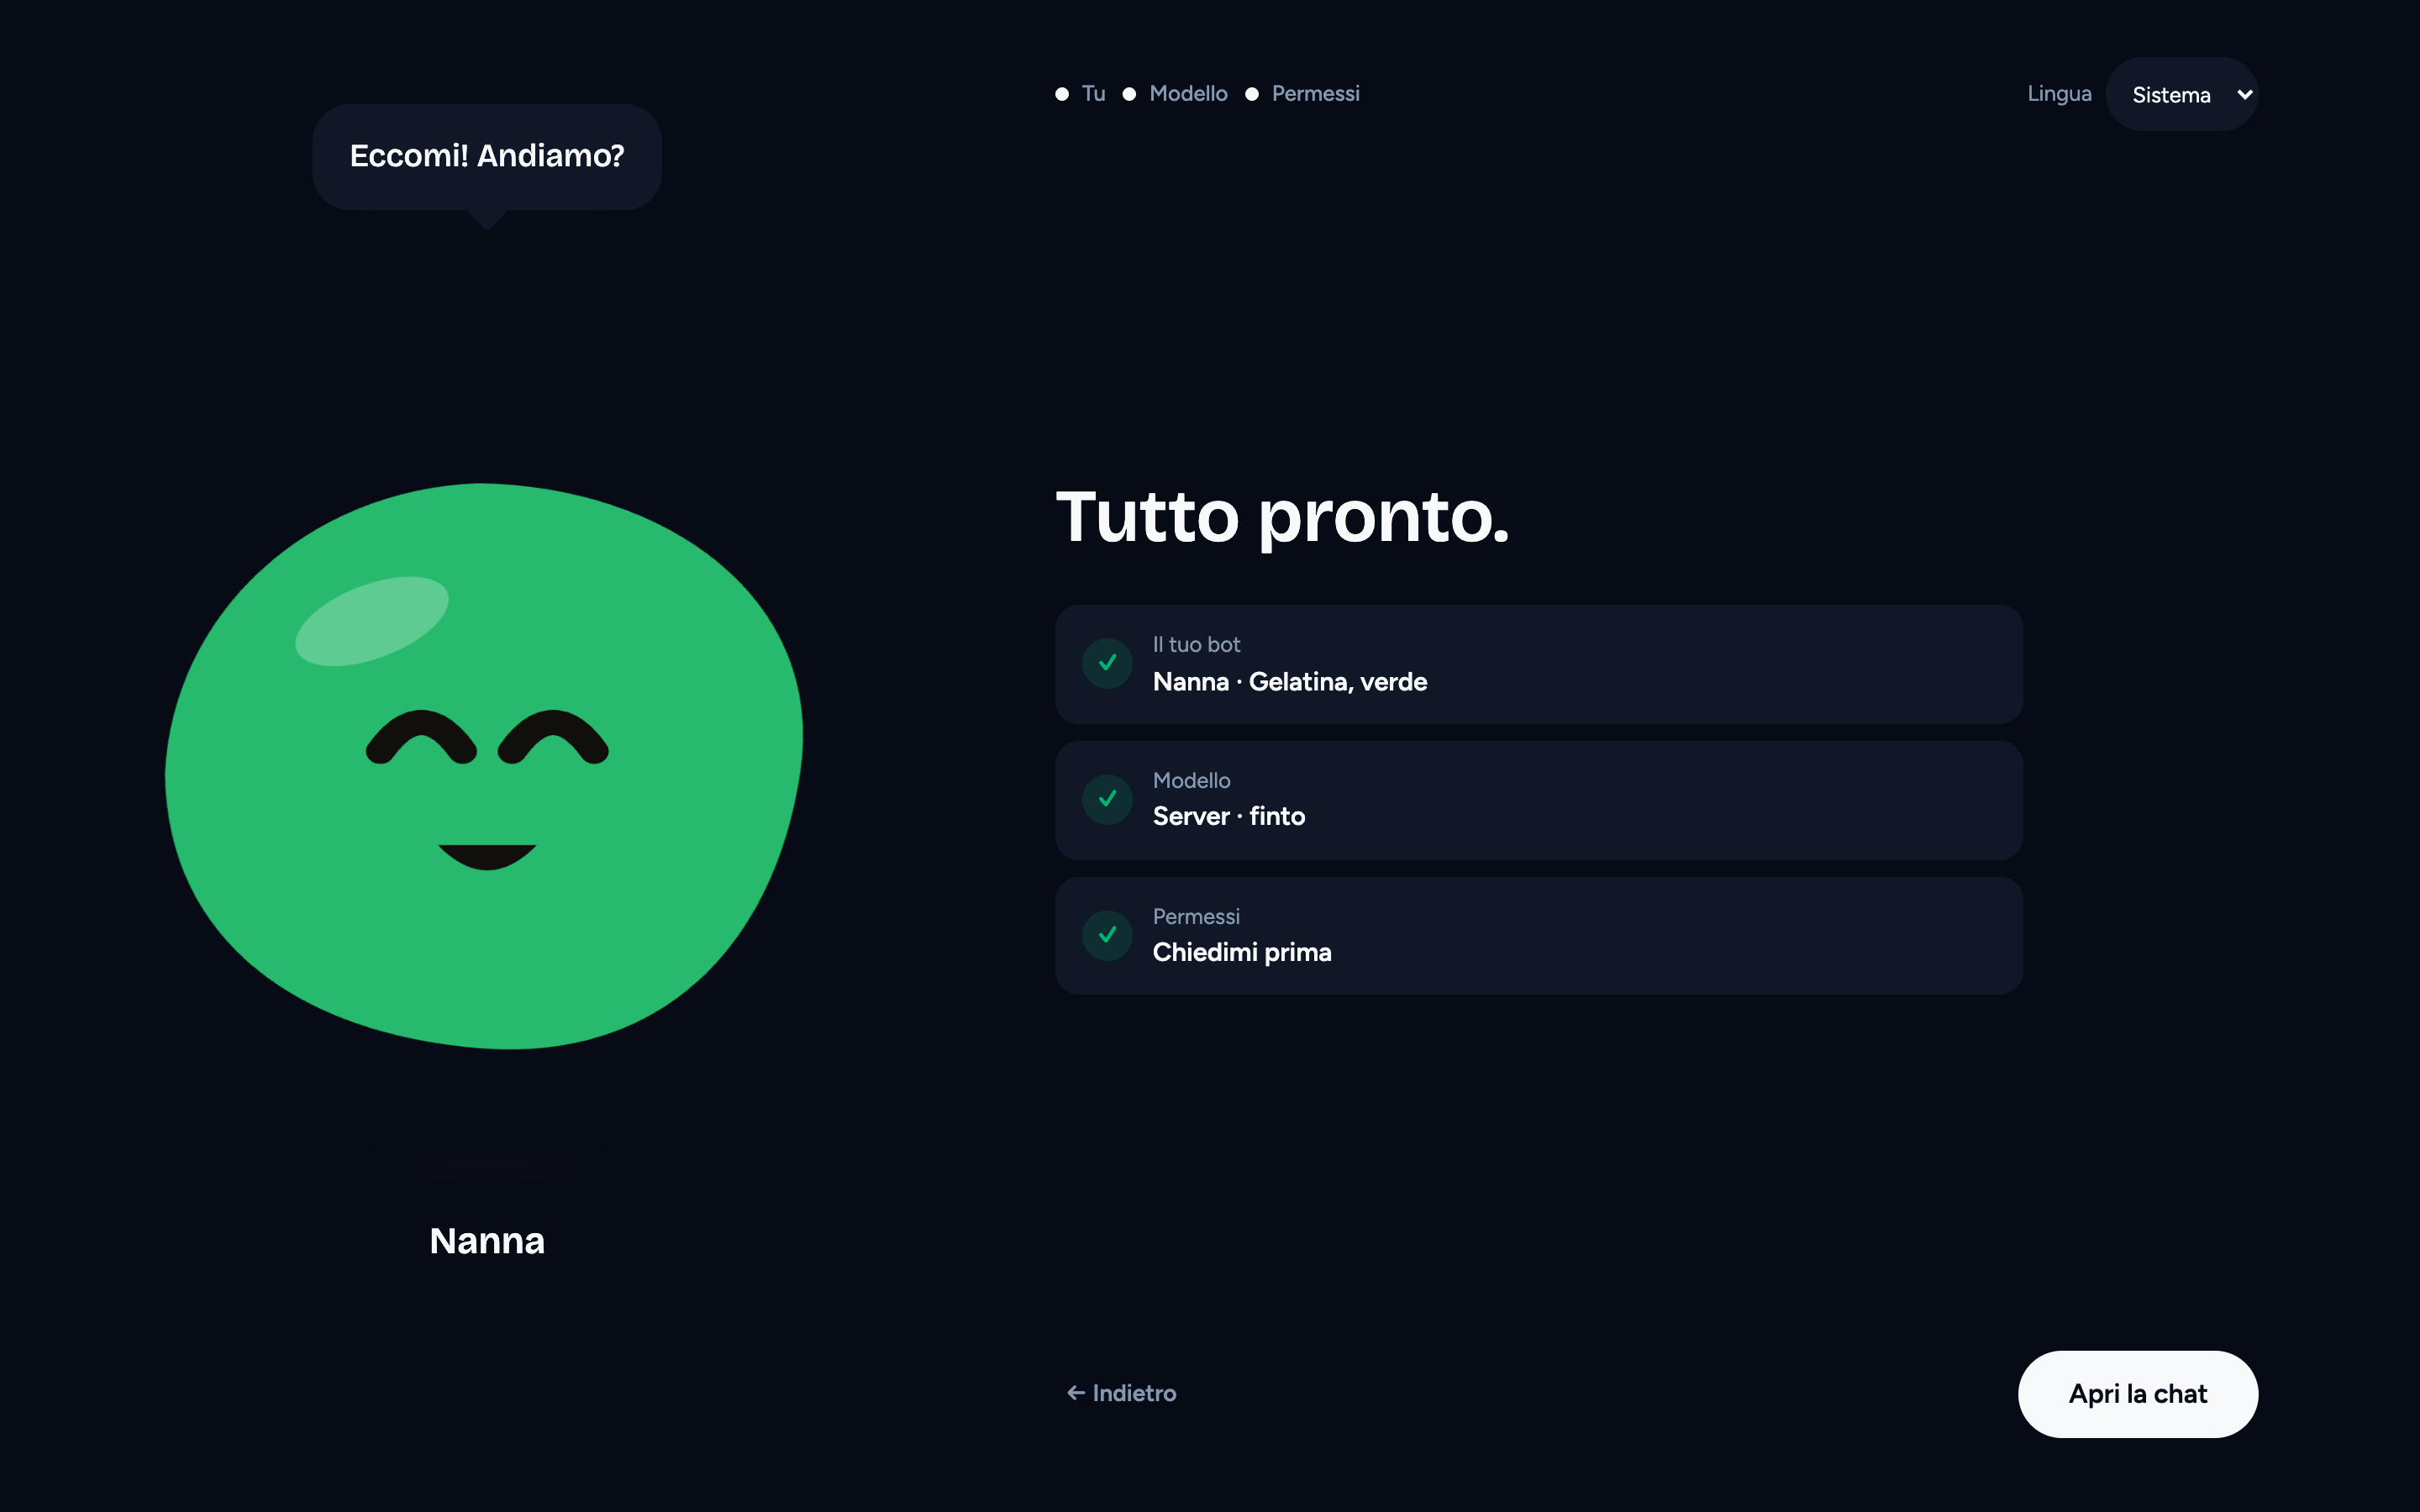 Eccomi! Andiamo?
Nanna
Tu Modello Permessi
Lingua Sistema
Tutto pronto.
Il tuo bot
Nanna · Gelatina, verde
Modello
Server · finto
Permessi
Chiedimi prima
← Indietro
Apri la chat